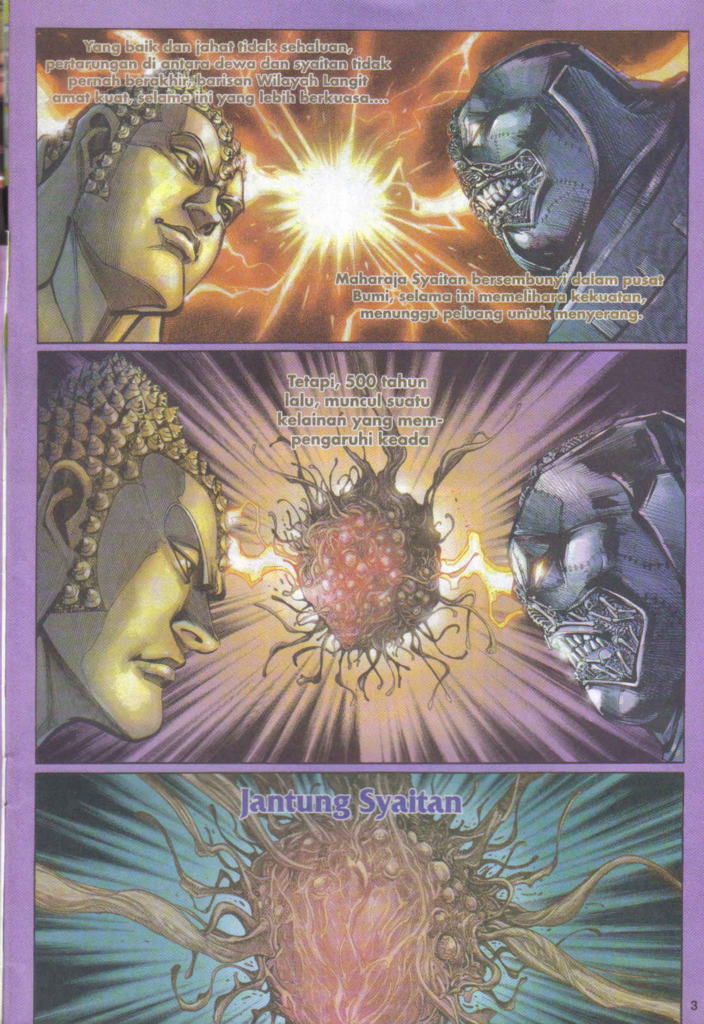 Yang baik dan jahat tidak sehaluan,
pertarungan di antara dewa dan syaitan tidak
pernah berakhir, barisan Wilayah Langit
amat kuat, selama ini yang lebih berkuasa....
Maharaja Syaitan bersembunyi dalam pusat
Bumi, selama ini memelihara kekuatan,
menunggu peluang untuk menyerang.
Tetapi, 500 tahun
lalu, muncul suatu
kelainan yang mem-
pengaruhi keada
Jantung Syaitan
3